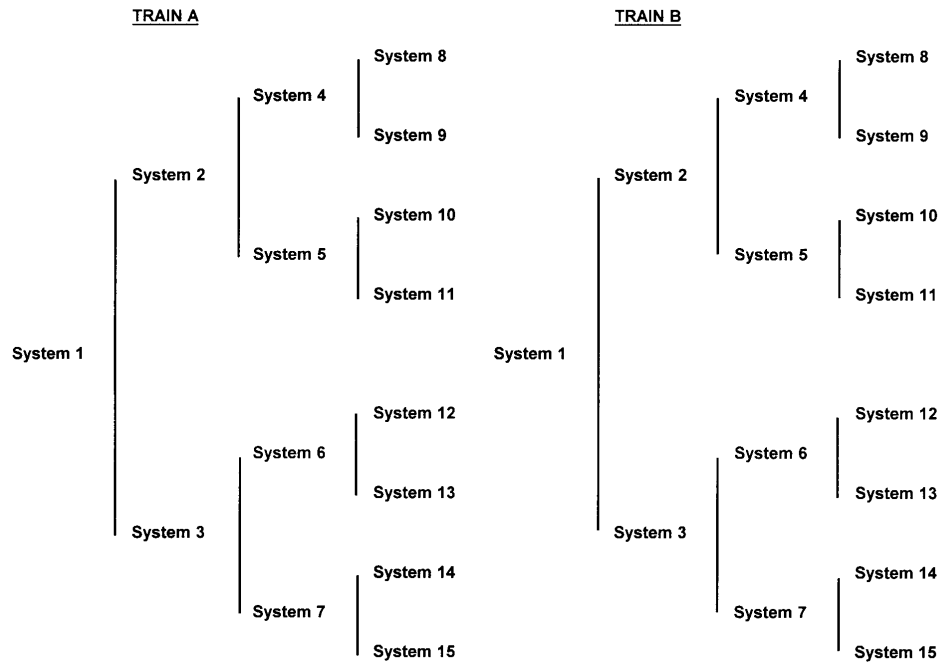 TRAIN A
System 8
System 4
System 9
System 2
System 10
System 5
System 11
System 1
System 12
System 6
System 13
System 3
System 14
System 7
System 15
TRAIN B
System 8
System 4
System 9
System 2
System 10
System 5
System 11
System 1
System 12
System 6
System 13
System 3
System 14
System 7
System 15